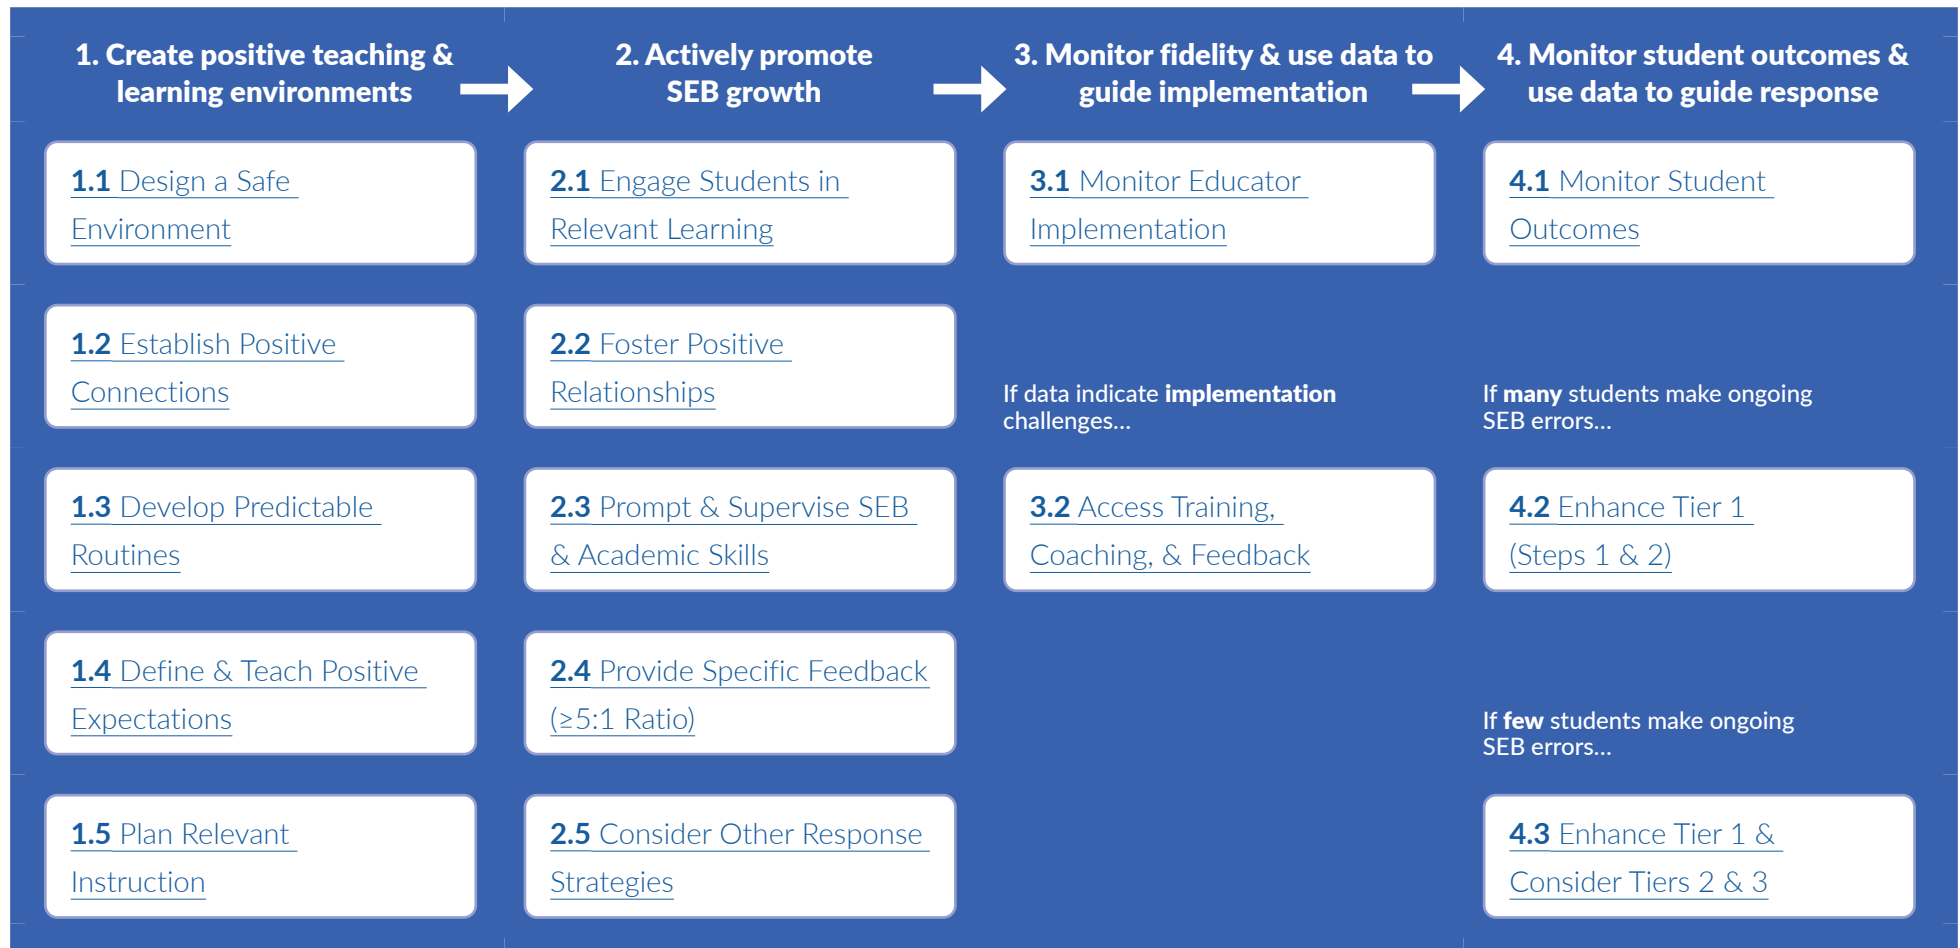 1. Create positive teaching &
learning environments
1.1 Design a Safe
Environment
1.2 Establish Positive
Connections
1.3 Develop Predictable
Routines
1.4 Define & Teach Positive
Expectations
1.5 Plan Relevant
Instruction
2. Actively promote
SEB growth
2.1 Engage Students in
Relevant Learning
2.2 Foster Positive
Relationships
2.3 Prompt & Supervise SEB
& Academic Skills
2.4 Provide Specific Feedback
(≥5:1 Ratio)
2.5 Consider Other Response
Strategies
3. Monitor fidelity & use data to
guide implementation
3.1 Monitor Educator
Implementation
If data indicate implementation
challenges...
3.2 Access Training,
Coaching, & Feedback
4. Monitor student outcomes &
use data to guide response
4.1 Monitor Student
Outcomes
If many students make ongoing
SEB errors...
4.2 Enhance Tier 1
(Steps 1 & 2)
If few students make ongoing
SEB errors...
4.3 Enhance Tier 1 &
Consider Tiers 2 & 3